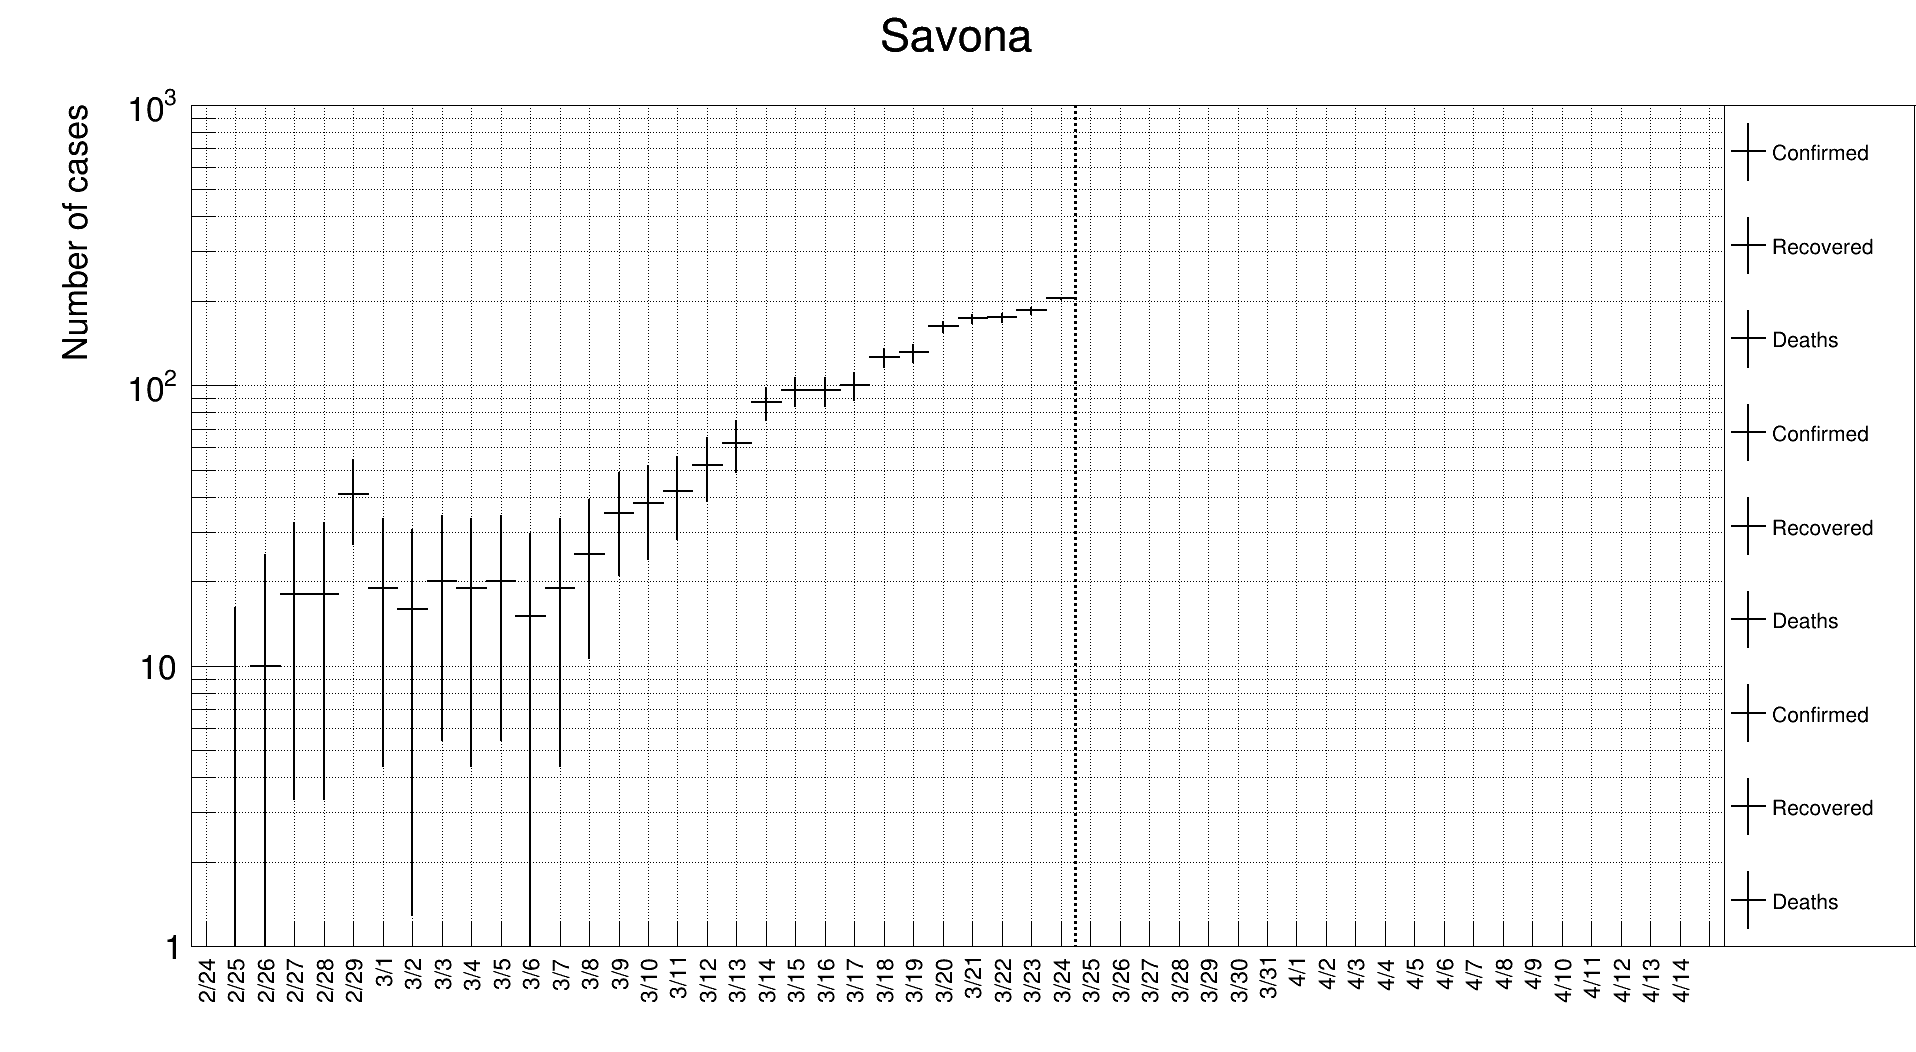 Savona
Number of cases
10³
10²
10
1
2/24 2/25 2/26 2/27 2/28 2/29 3/1 3/2 3/3 3/4 3/5 3/6 3/7 3/8 3/9 3/10 3/11 3/12 3/13 3/14 3/15 3/16 3/17 3/18 3/19 3/20 3/21 3/22 3/23 3/24 3/25 3/26 3/27 3/28 3/29 3/30 3/31 4/1 4/2 4/3 4/4 4/5 4/6 4/7 4/8 4/9 4/10 4/11 4/12 4/13 4/14
Confirmed
Recovered
Deaths
Confirmed
Recovered
Deaths
Confirmed
Recovered
Deaths